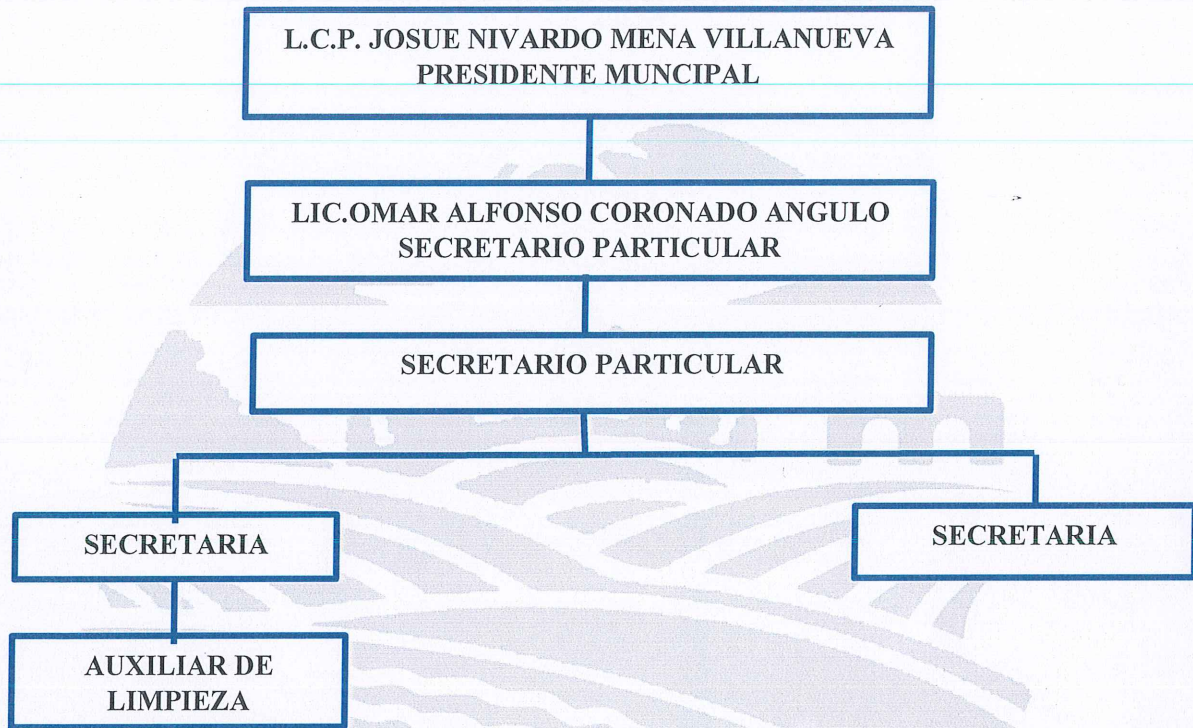 L.C.P. JOSUE NIVARDO MENA VILLANUEVA
PRESIDENTE MUNCIPAL
LIC.OMAR ALFONSO CORONADO ANGULO
SECRETARIO PARTICULAR
SECRETARIO PARTICULAR
SECRETARIA
SECRETARIA
AUXILIAR DE
LIMPIEZA